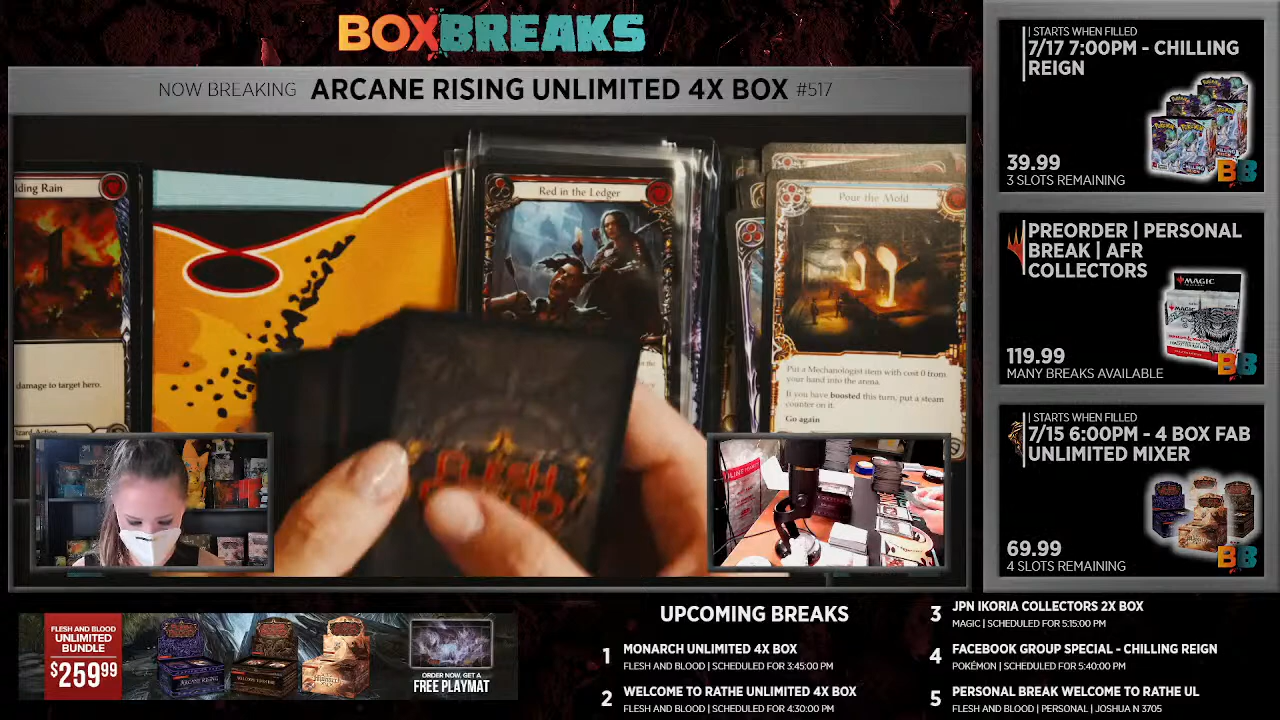 BOXBREAKS
NOW BREAKING ARCANE RISING UNLIMITED 4X BOX #517
lding Rain
damage to target hero.
Wizard Action
Red in the Ledger
Pour the Mold
Put a Mechanologist item with cost 0 from
your hand into the arena.
If you have boosted this turn, put a steam
counter on it.
Go again
FLESH
| STARTS WHEN FILLED
7/17 7:00PM - CHILLING
REIGN
39.99
3 SLOTS REMAINING
BB
PREORDER | PERSONAL
BREAK | AFR
COLLECTORS
MAGIC
119.99
MANY BREAKS AVAILABLE
BB
| STARTS WHEN FILLED
7/15 6:00PM - 4 BOX FAB
UNLIMITED MIXER
69.99
4 SLOTS REMAINING
BB
FLESH AND BLOOD
UNLIMITED
BUNDLE
$259.99
ARCANE RISING
ORDER NOW, GET A
FREE PLAYMAT
UPCOMING BREAKS
1 MONARCH UNLIMITED 4X BOX
FLESH AND BLOOD | SCHEDULED FOR 3:45:00 PM
2 WELCOME TO RATHE UNLIMITED 4X BOX
FLESH AND BLOOD | SCHEDULED FOR 4:30:00 PM
3 JPN IKORIA COLLECTORS 2X BOX
MAGIC | SCHEDULED FOR 5:15:00 PM
4 FACEBOOK GROUP SPECIAL - CHILLING REIGN
POKÉMON | SCHEDULED FOR 5:40:00 PM
5 PERSONAL BREAK WELCOME TO RATHE UL
FLESH AND BLOOD | PERSONAL | JOSHUA N 3705